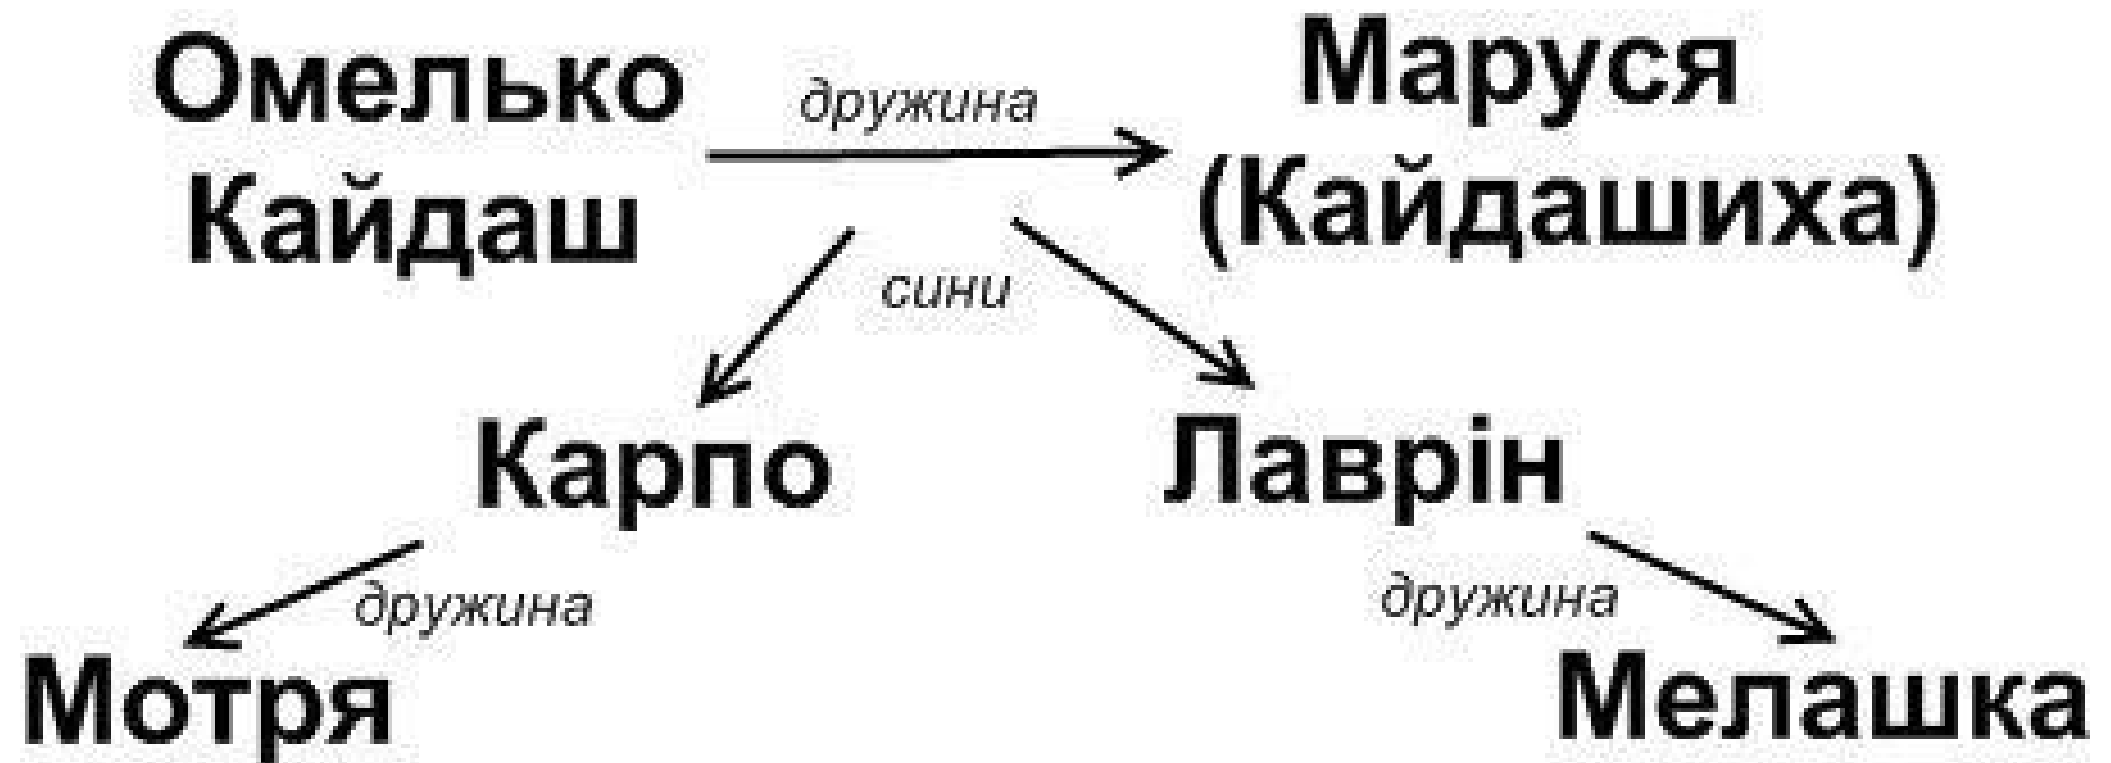 Омелько
Кайдаш
дружина
Маруся
(Кайдашиха)
сини
Карпо
Лаврін
дружина
дружина
Мотря
Мелашка